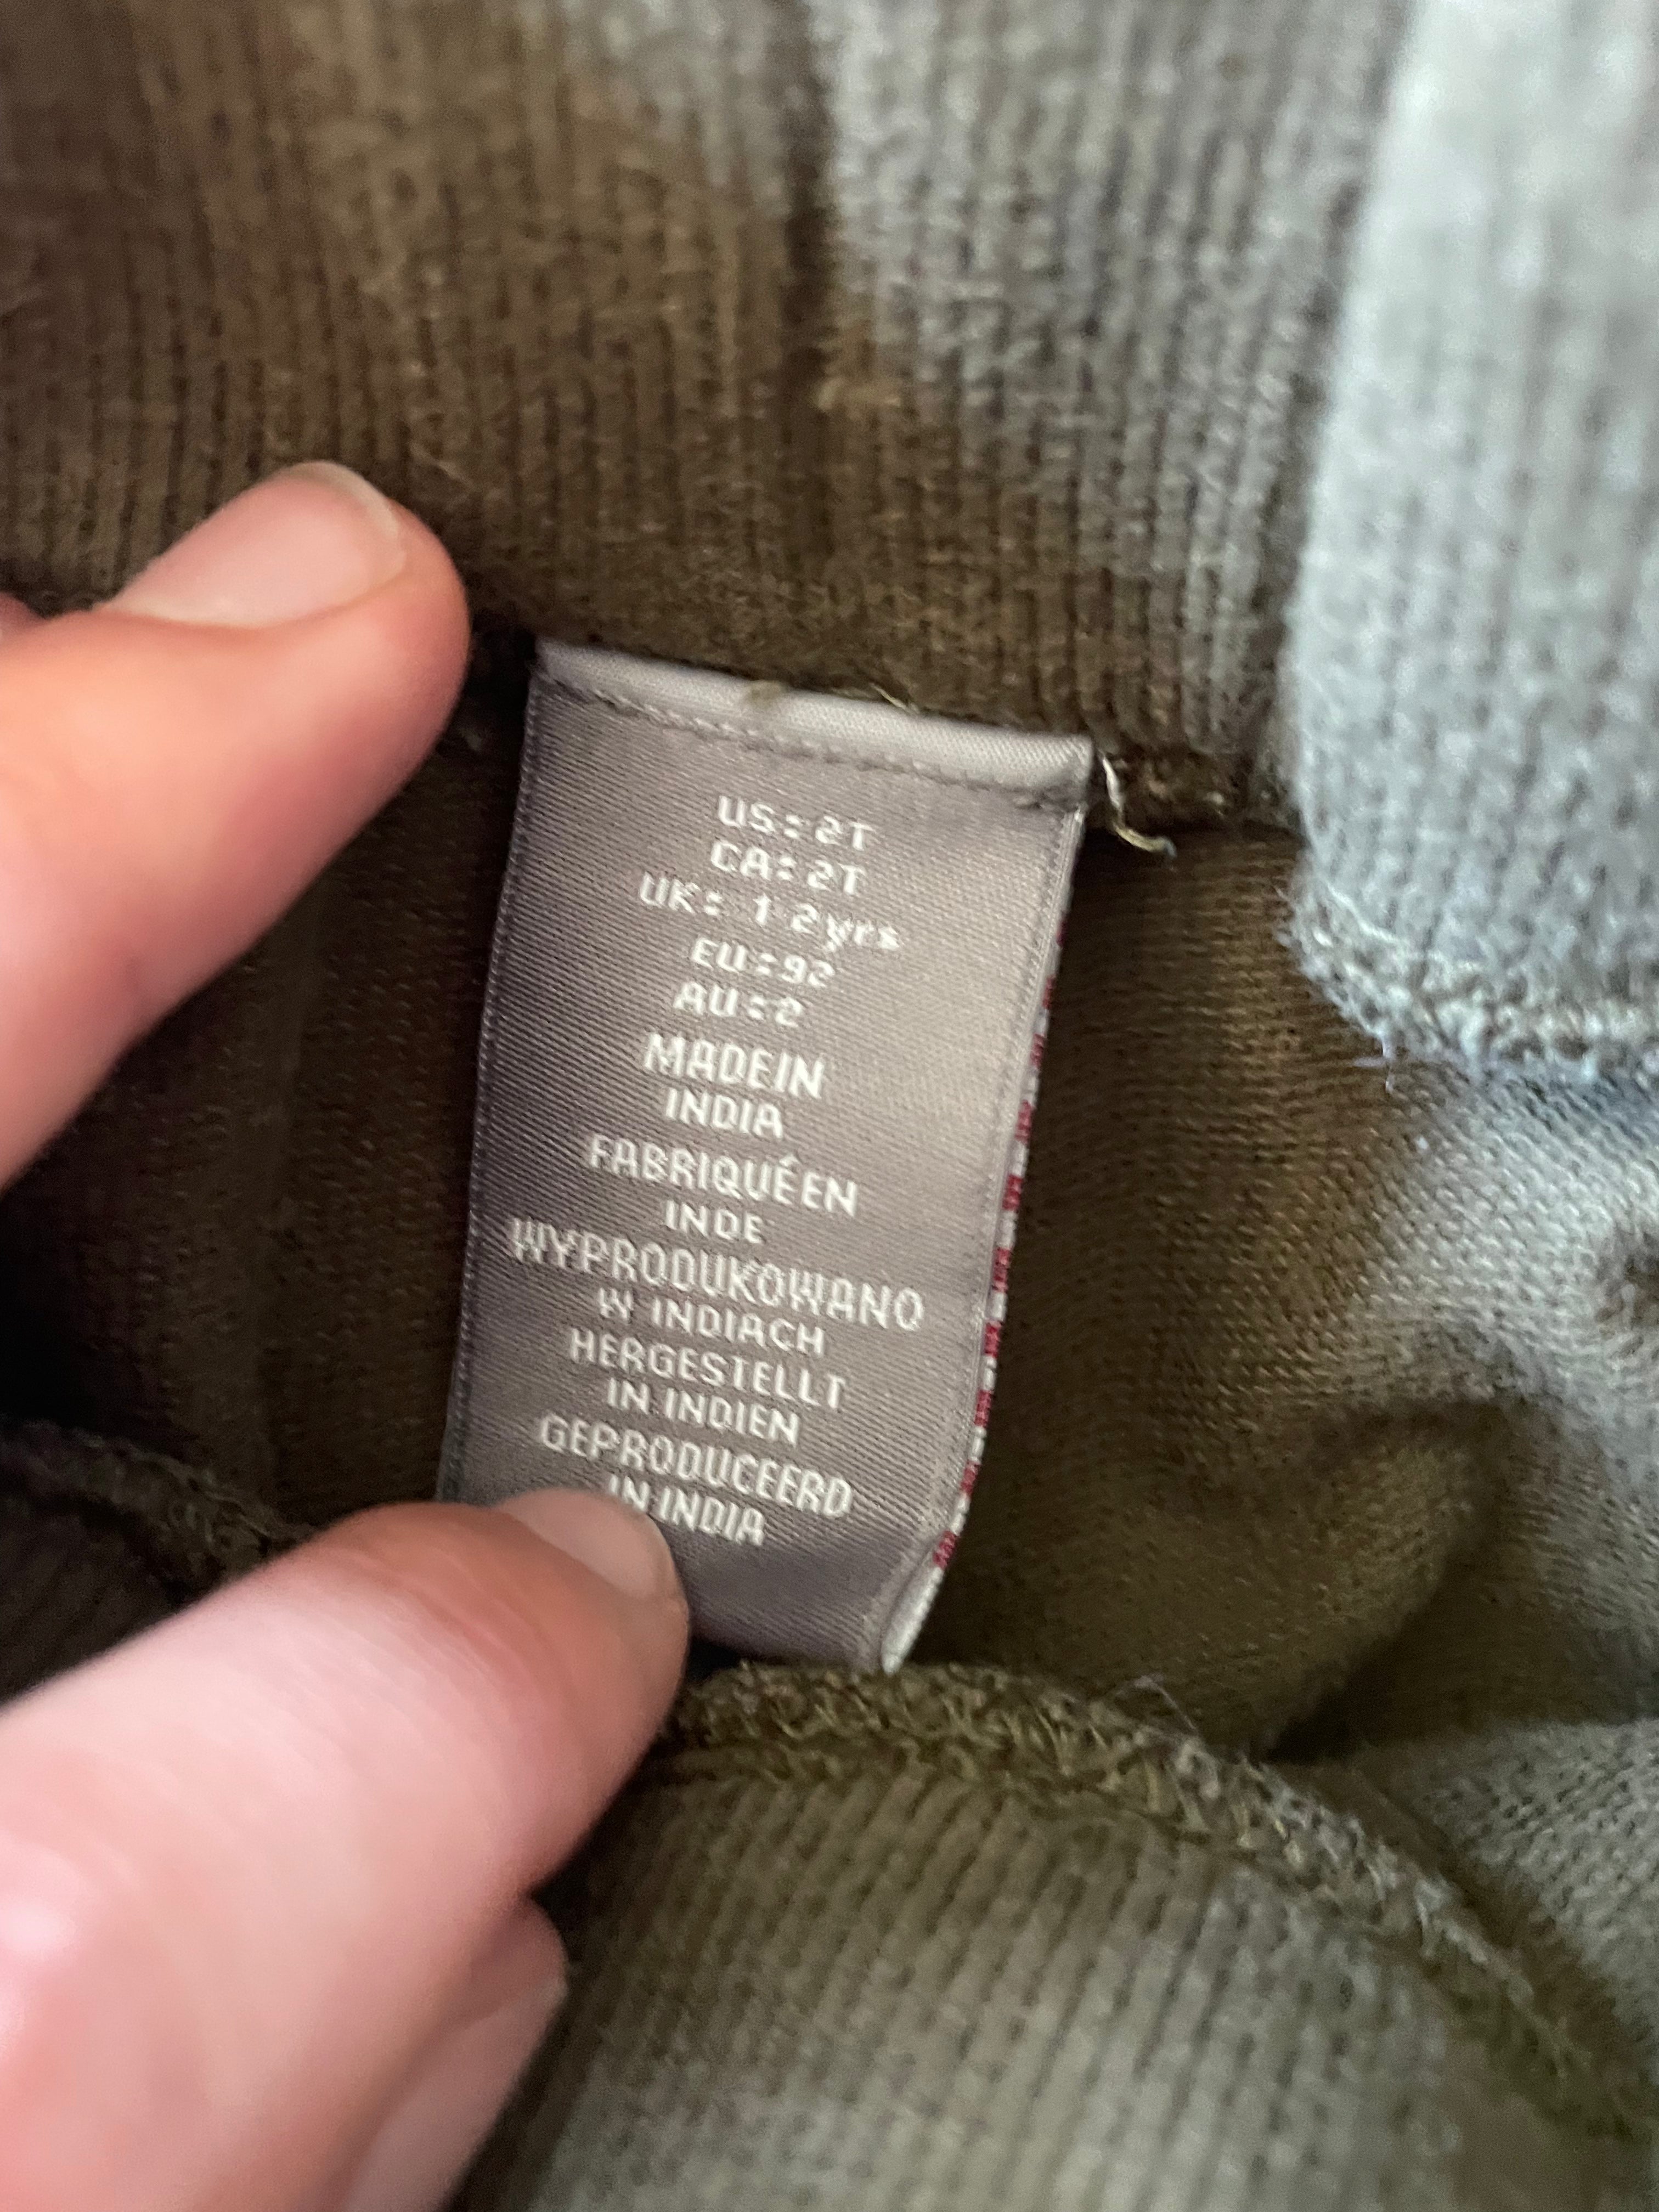 US: 2T
CA: 2T
UK: 1 2yrs
EU: 92
AU: 2
MADE IN
INDIA
FABRIQUÉ EN
INDE
WYPRODUKOWANO
W INDIACH
HERGESTELLT
IN INDIEN
GEPRODUCEERD
IN INDIA